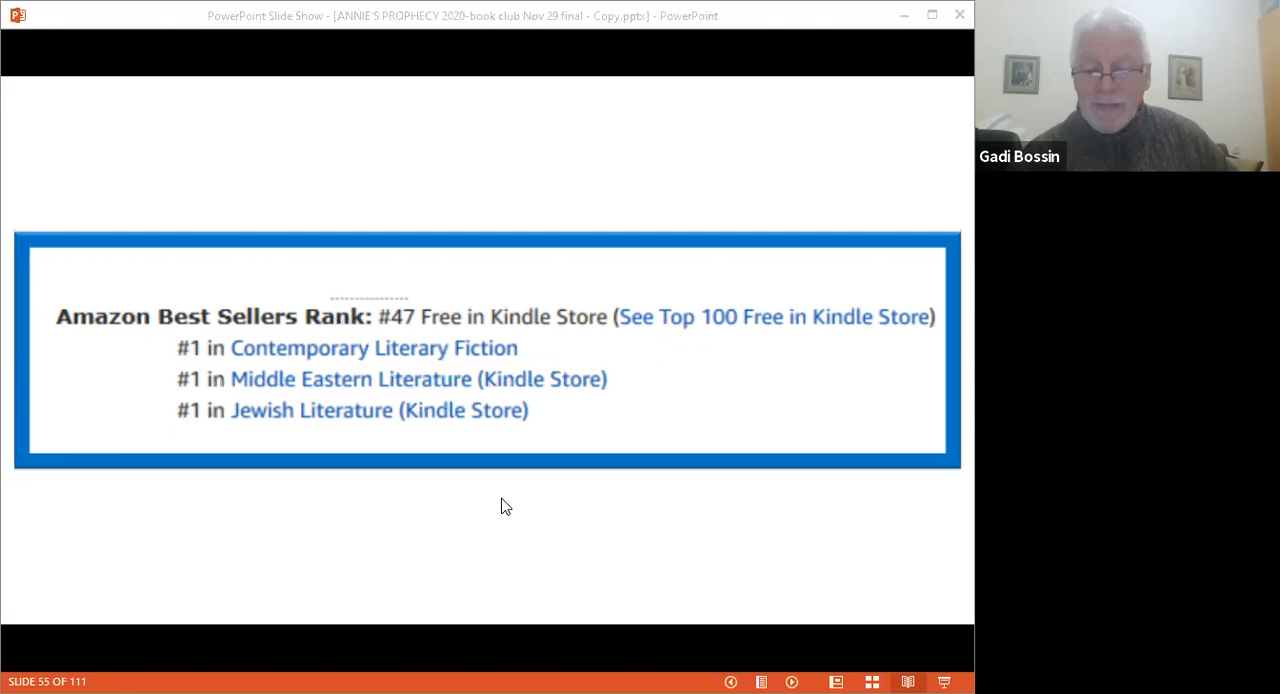 PowerPoint Slide Show - [ANNIE'S PROPHECY 2020-book club Nov 29 final - Copy.pptx] - PowerPoint
Gadi Bossin
Amazon Best Sellers Rank: #47 Free in Kindle Store (See Top 100 Free in Kindle Store)
#1 in Contemporary Literary Fiction
#1 in Middle Eastern Literature (Kindle Store)
#1 in Jewish Literature (Kindle Store)
SLIDE 55 OF 111